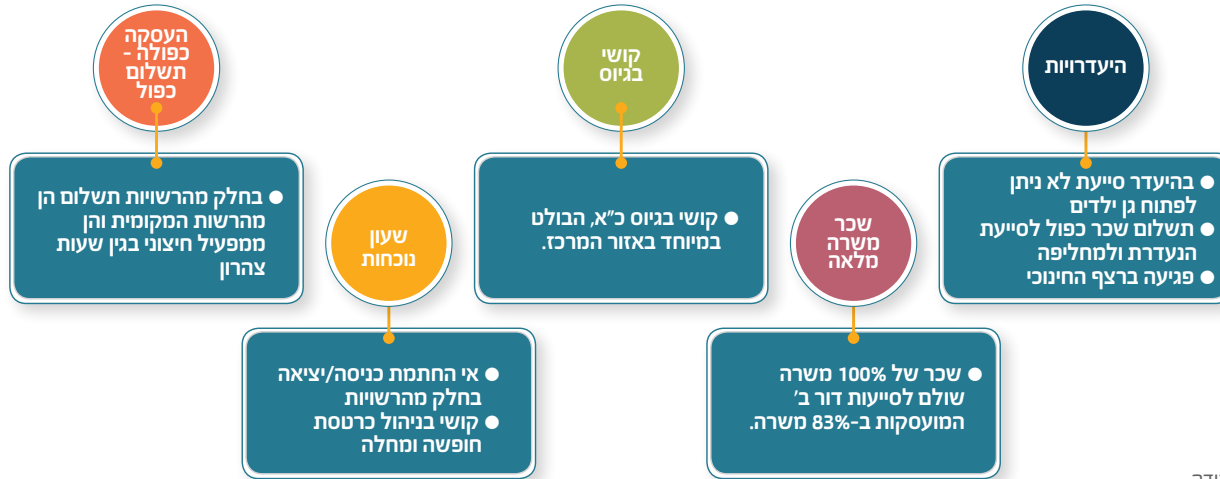 היעדרויות
● בהיעדר סייעת לא ניתן
לפתוח גן ילדים
● תשלום שכר כפול לסייעת
הנעדרת ולמחליפה
● פגיעה ברצף החינוכי
שכר
משרה
מלאה
● שכר של 100% משרה
שולם לסייעות דור ב'
המועסקות ב-83% משרה.
קושי
בגיוס
● קושי בגיוס כ"א, הבולט
במיוחד באזור המרכז.
שעון
נוכחות
● אי החתמת כניסה/יציאה
בחלק מהרשויות
● קושי בניהול כרטסת
חופשה ומחלה
העסקה
כפולה -
תשלום
כפול
● בחלק מהרשויות תשלום הן
מהרשות המקומית והן
ממפעיל חיצוני בגין שעות
צהרון